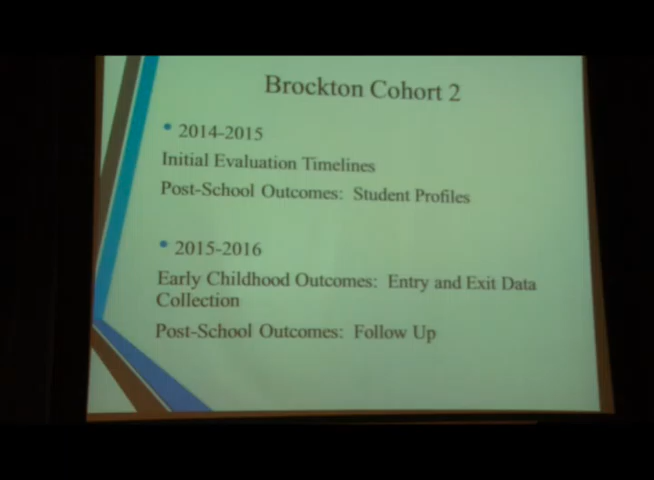 Brockton Cohort 2
• 2014-2015
Initial Evaluation Timelines
Post-School Outcomes: Student Profiles
• 2015-2016
Early Childhood Outcomes: Entry and Exit Data
Collection
Post-School Outcomes: Follow Up